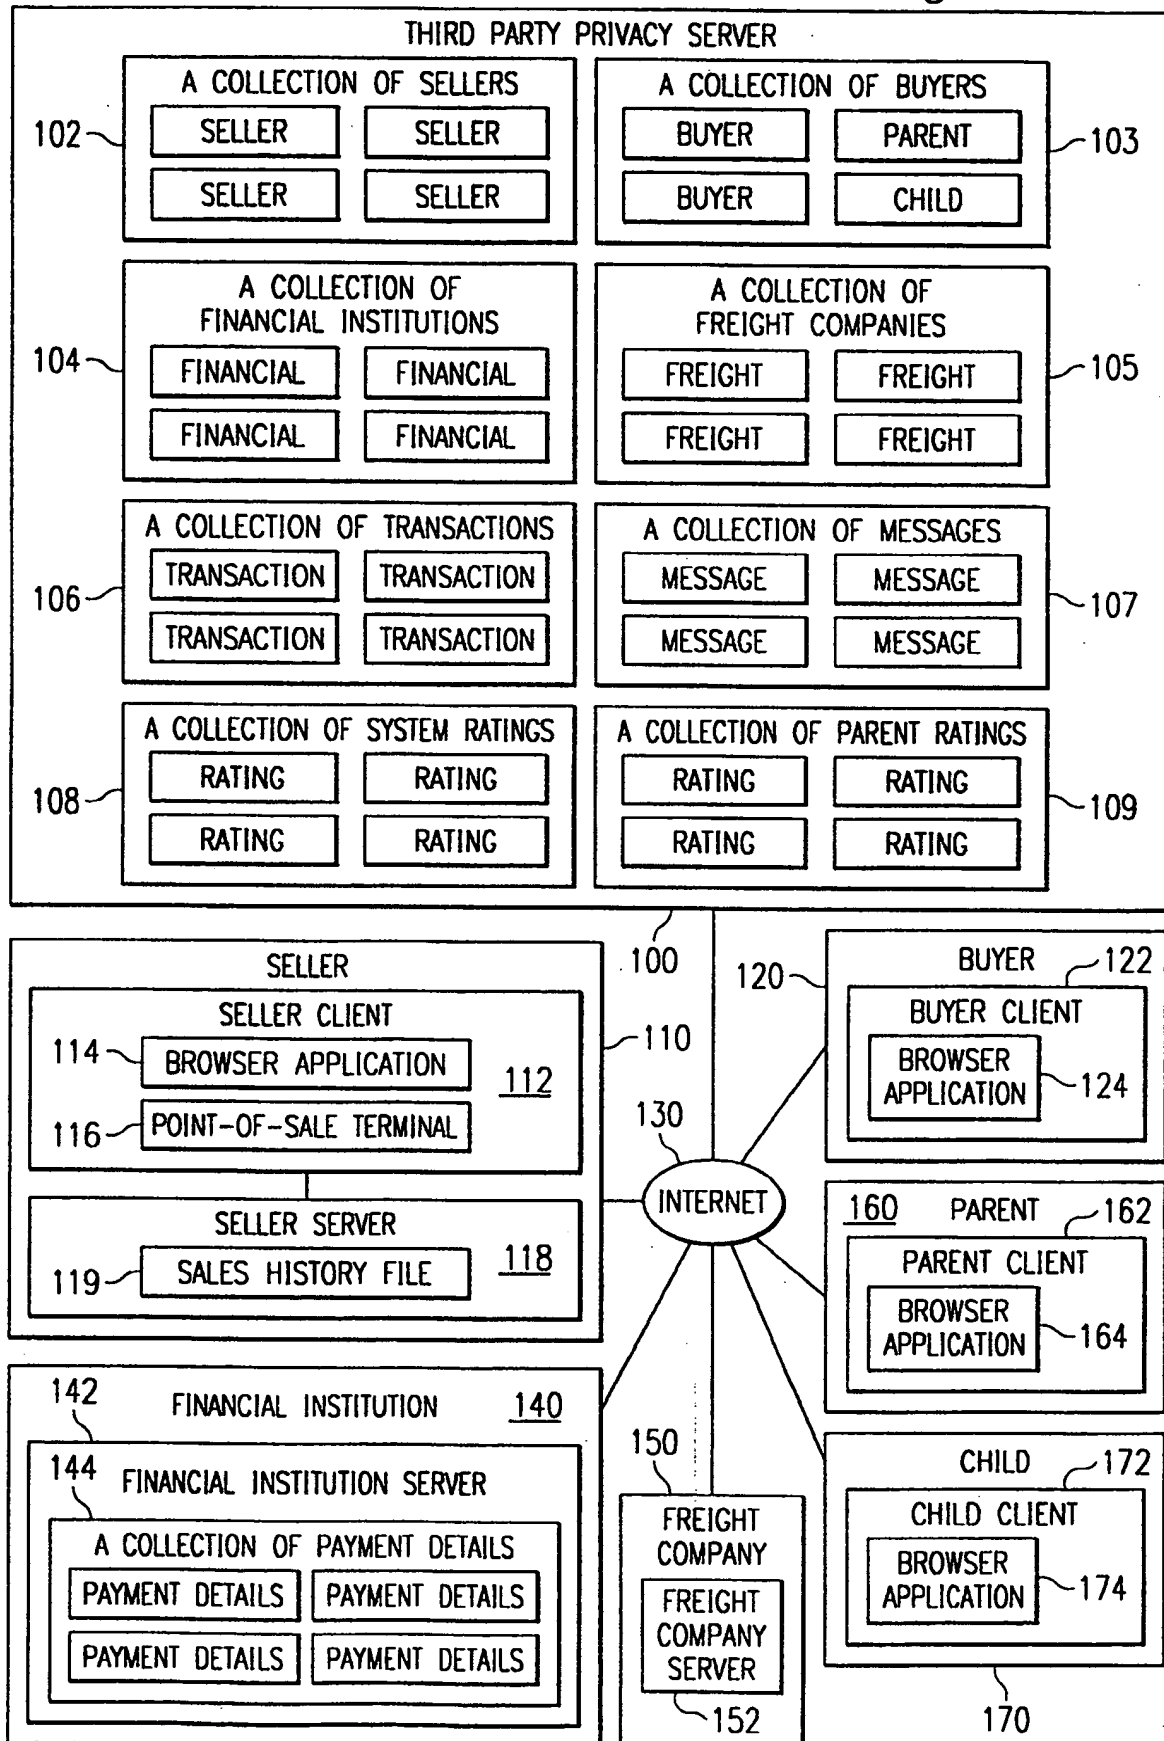 THIRD PARTY PRIVACY SERVER
A COLLECTION OF SELLERS
SELLER SELLER
SELLER SELLER
102
A COLLECTION OF BUYERS
BUYER PARENT
BUYER CHILD
103
A COLLECTION OF
FINANCIAL INSTITUTIONS
FINANCIAL FINANCIAL
FINANCIAL FINANCIAL
104
A COLLECTION OF
FREIGHT COMPANIES
FREIGHT FREIGHT
FREIGHT FREIGHT
105
A COLLECTION OF TRANSACTIONS
TRANSACTION TRANSACTION
TRANSACTION TRANSACTION
106
A COLLECTION OF MESSAGES
MESSAGE MESSAGE
MESSAGE MESSAGE
107
A COLLECTION OF SYSTEM RATINGS
RATING RATING
RATING RATING
108
A COLLECTION OF PARENT RATINGS
RATING RATING
RATING RATING
109
100
SELLER
SELLER CLIENT
114 BROWSER APPLICATION 112
116 POINT-OF-SALE TERMINAL
110
SELLER SERVER
119 SALES HISTORY FILE 118
130
INTERNET
120 BUYER 122
BUYER CLIENT
BROWSER
APPLICATION 124
160 PARENT 162
PARENT CLIENT
BROWSER
APPLICATION 164
142 FINANCIAL INSTITUTION 140
144 FINANCIAL INSTITUTION SERVER
A COLLECTION OF PAYMENT DETAILS
PAYMENT DETAILS PAYMENT DETAILS
PAYMENT DETAILS PAYMENT DETAILS
150
FREIGHT
COMPANY
FREIGHT
COMPANY
SERVER
152
CHILD 172
CHILD CLIENT
BROWSER
APPLICATION 174
170